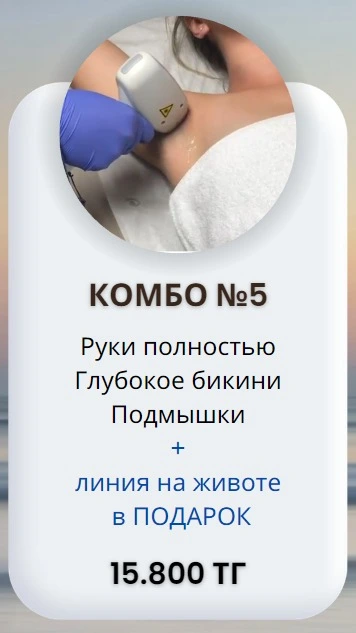 КОМБО №5
Руки полностью
Глубокое бикини
Подмышки
+
линия на животе
в ПОДАРОК
15.800 ТГ